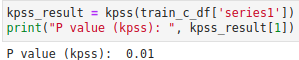 kpss_result = kpss(train_c_df['series1'])
print("P value (kpss): ", kpss_result[1])
P value (kpss):  0.01